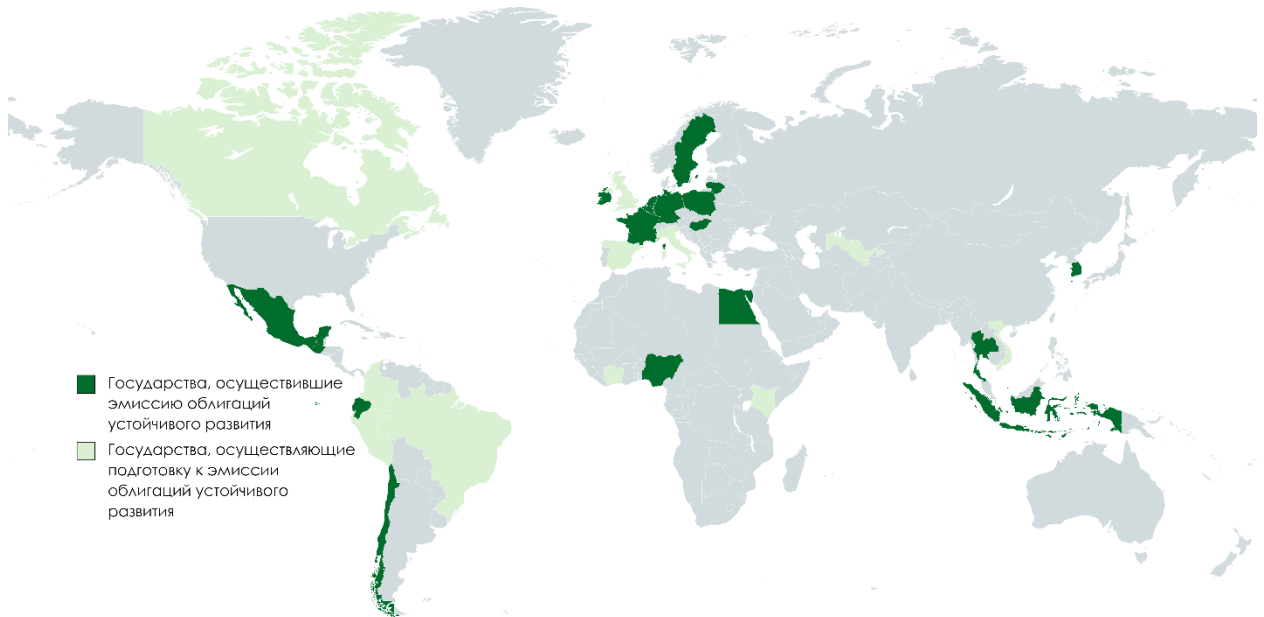 Государства, осуществившие
эмиссию облигаций
устойчивого развития
Государства, осуществляющие
подготовку к эмиссии
облигаций устойчивого
развития